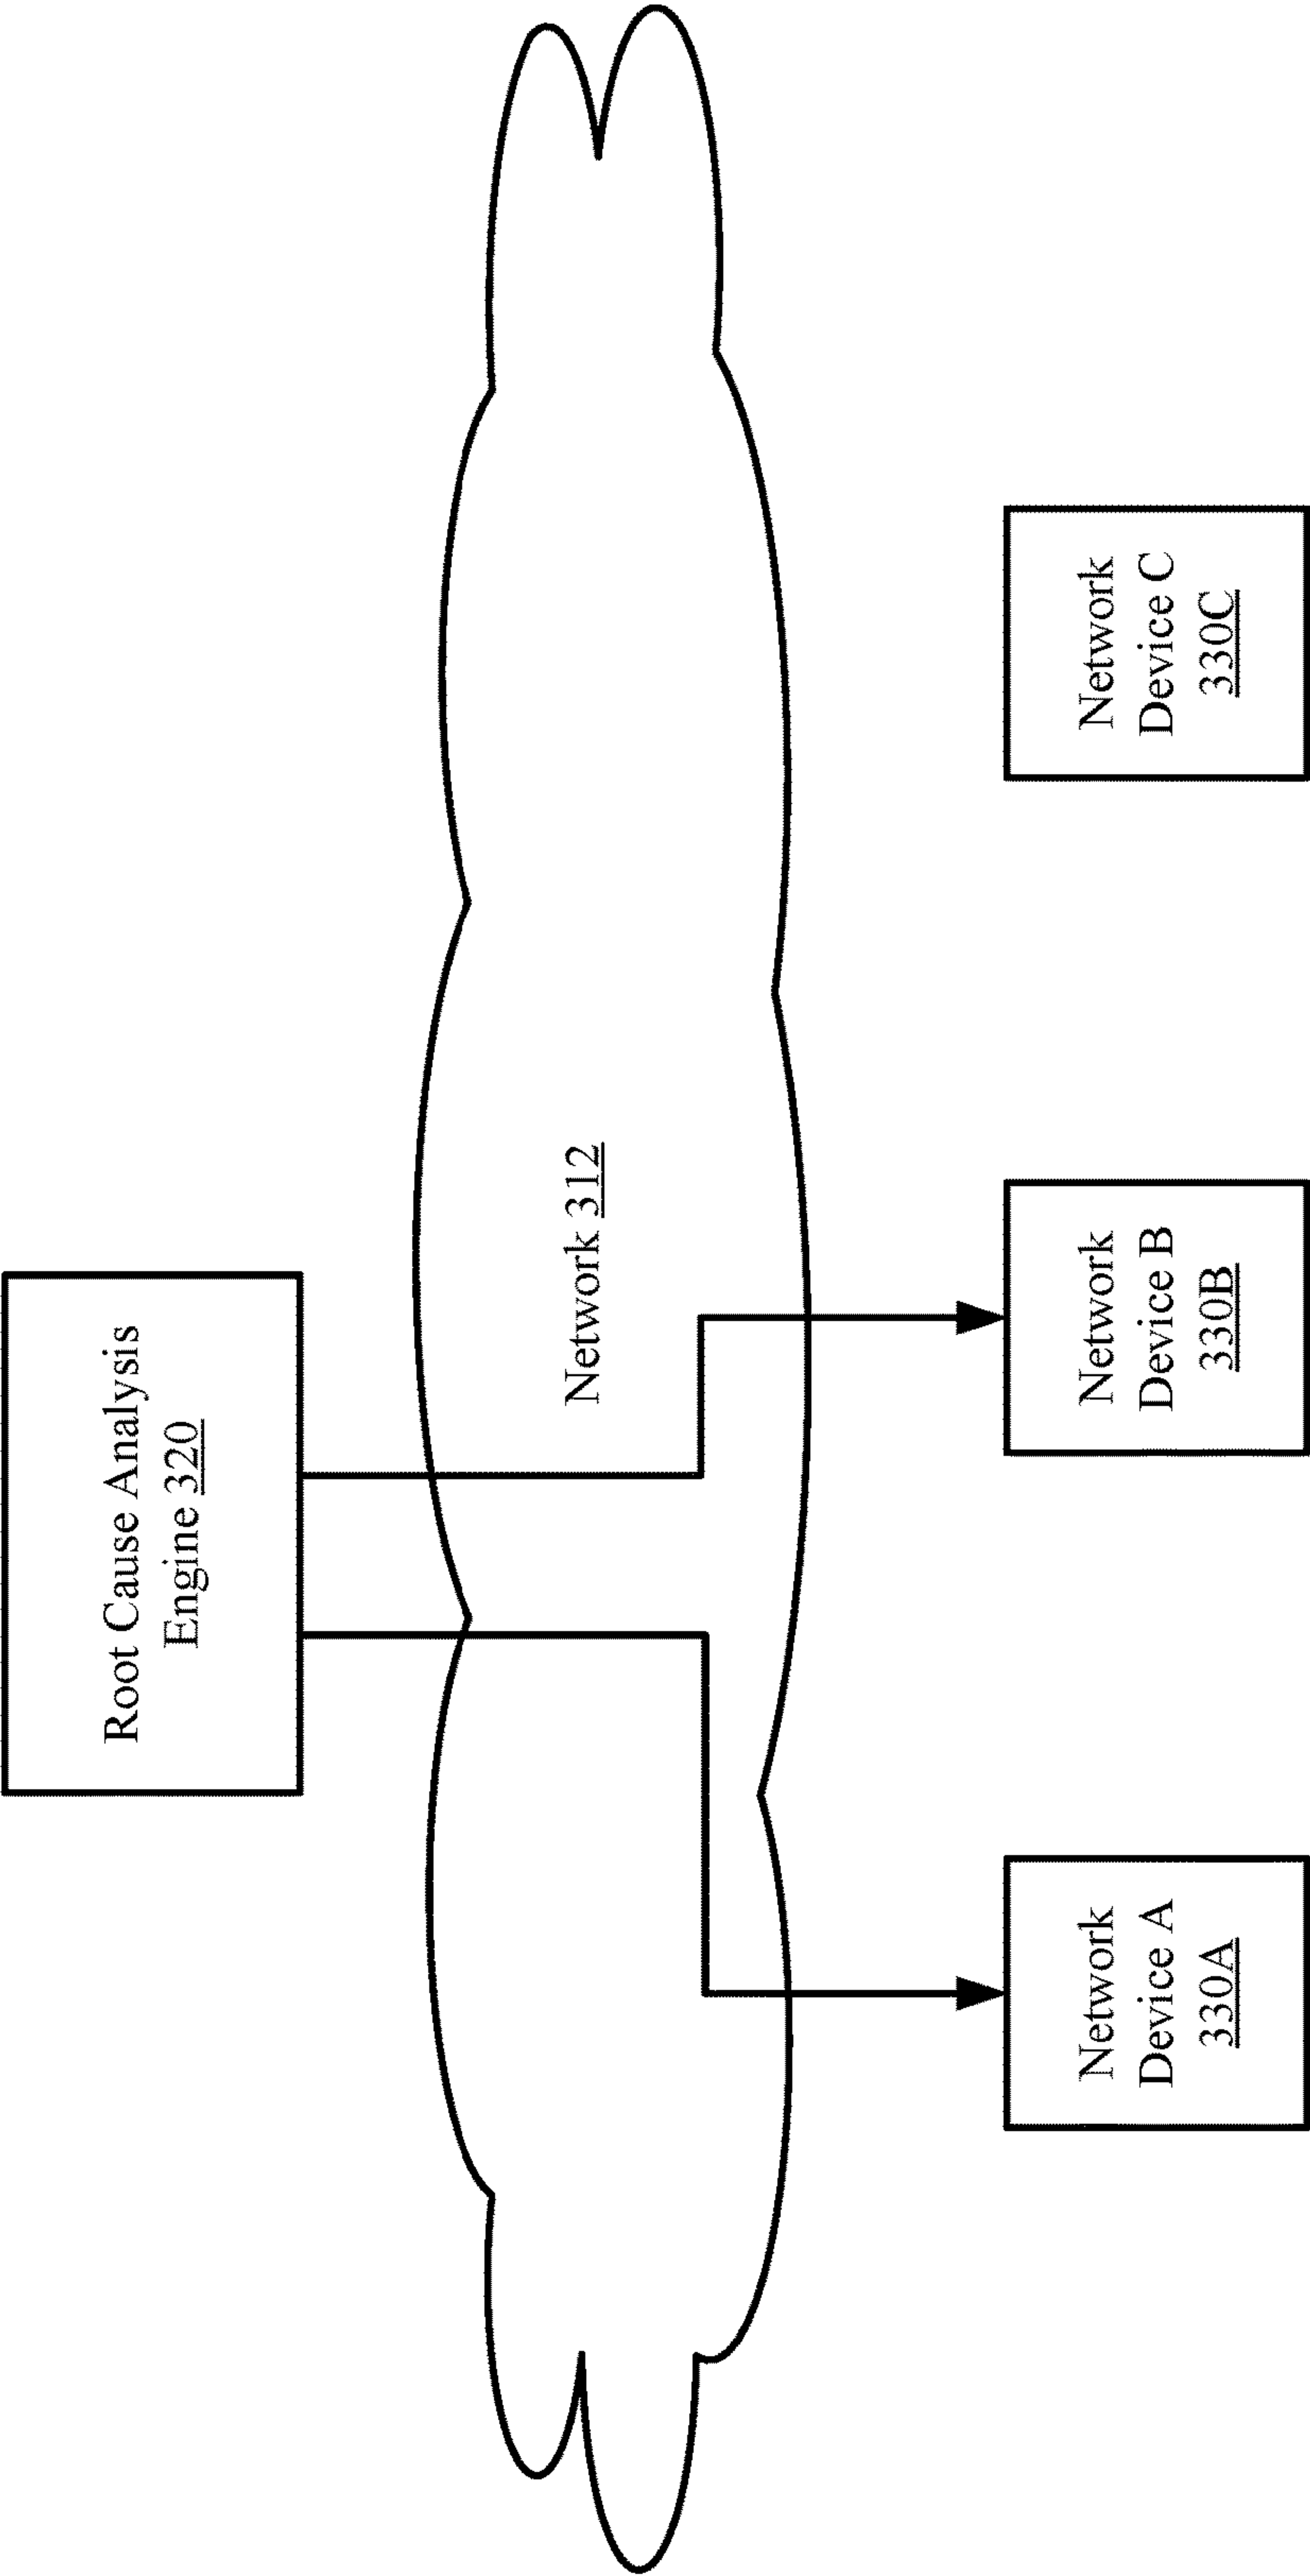 Root Cause Analysis
Engine 320
Network 312
Network
Device A
330A
Network
Device B
330B
Network
Device C
330C